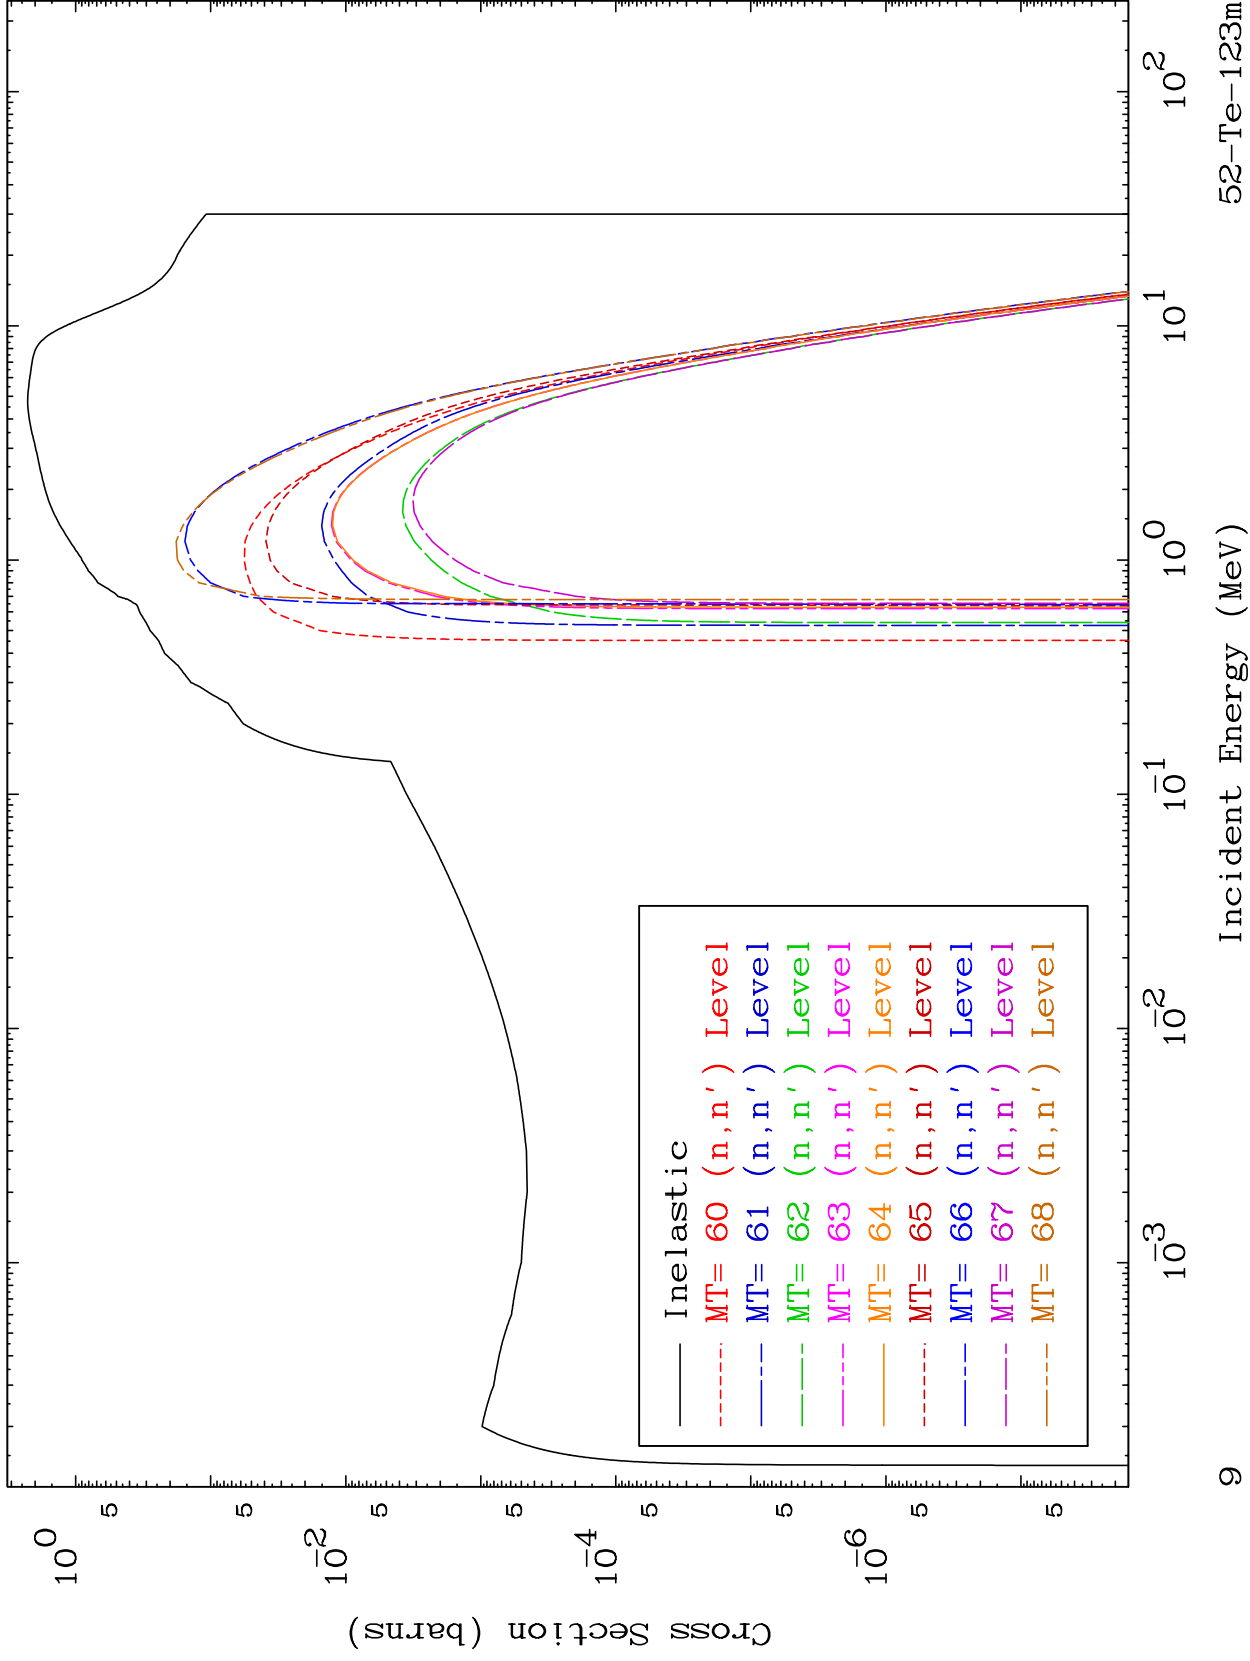 Cross Section (barns)
10^0
5
5
10^-2
5
5
10^-4
5
5
10^-6
5
5
Inelastic
MT= 60 (n,n') Level
MT= 61 (n,n') Level
MT= 62 (n,n') Level
MT= 63 (n,n') Level
MT= 64 (n,n') Level
MT= 65 (n,n') Level
MT= 66 (n,n') Level
MT= 67 (n,n') Level
MT= 68 (n,n') Level
10^-3
10^-2
10^-1
10^0
10^1
10^2
9
Incident Energy (MeV)
52-Te-123m